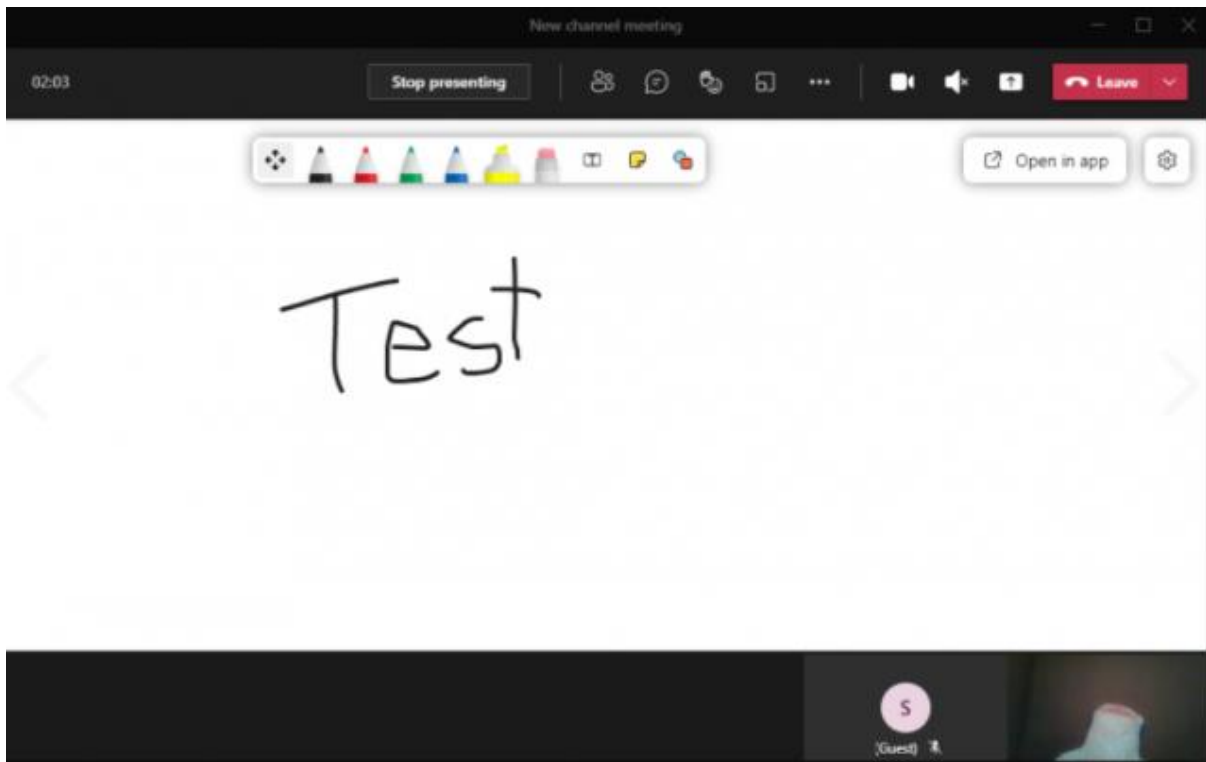 New channel meeting
02:03 Stop presenting Leave
Open in app
Test
S
(Guest)